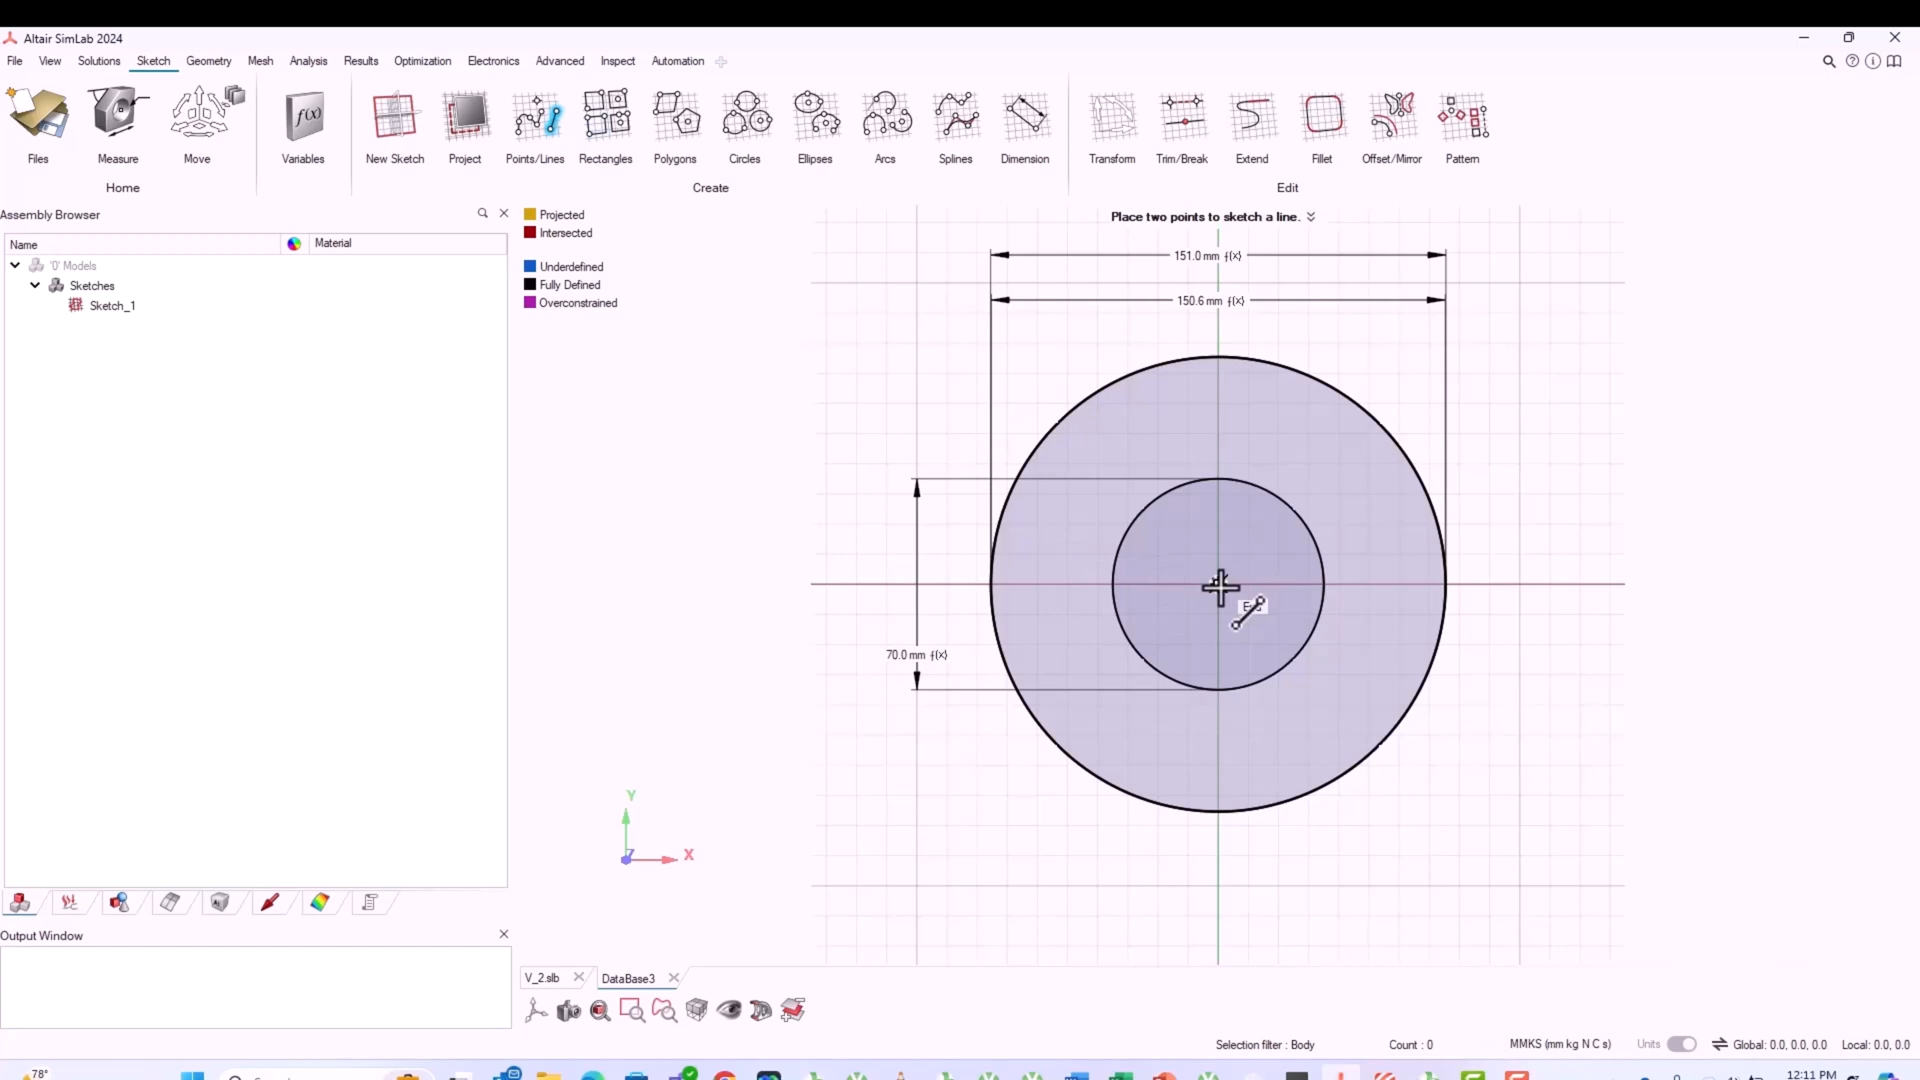 Altair SimLab 2024
File View Solutions Sketch Geometry Mesh Analysis Results Optimization Electronics Advanced Inspect Automation
f(x)
Files Measure Move Variables New Sketch Project Points/Lines Rectangles Polygons Circles Ellipses Arcs Splines Dimension Transform Trim/Break Extend Fillet Offset/Mirror Pattern
Home Create Edit
Assembly Browser
Name Material
'0' Models
Sketches
Sketch_1
Projected
Intersected
Underdefined
Fully Defined
Overconstrained
Place two points to sketch a line.
151.0 mm f(x)
150.6 mm f(x)
70.0 mm f(x)
Y
Z
X
Output Window
V_2.slb DataBase3
Selection filter : Body Count : 0 MMKS (mm kg N C s) Units Global: 0.0, 0.0, 0.0 Local: 0.0, 0.0
78°
12:11 PM